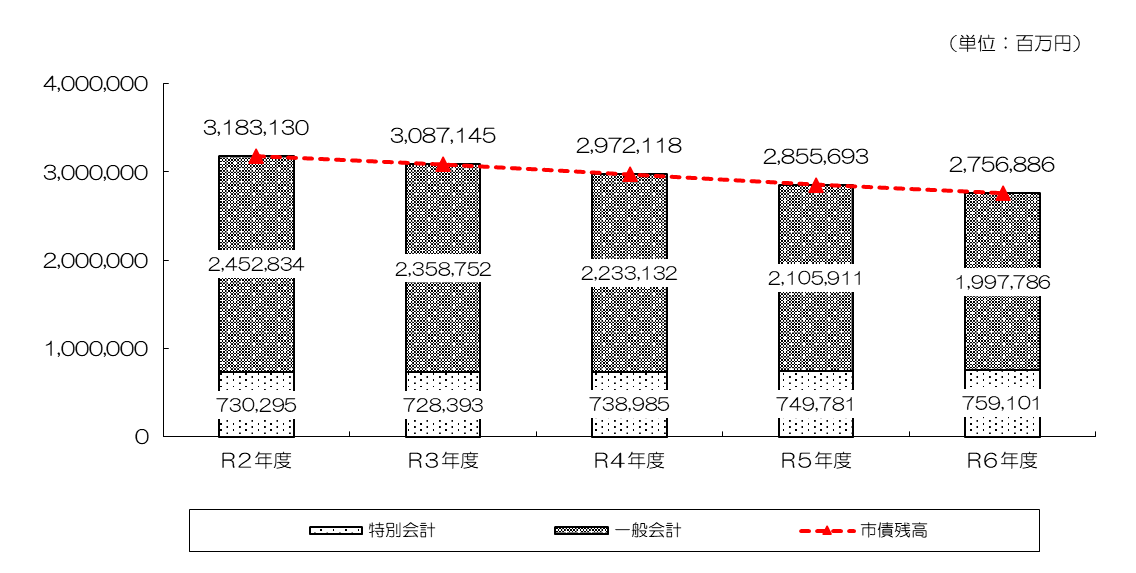 （単位：百万円）
4,000,000
3,183,130
3,087,145
2,972,118
2,855,693
2,756,886
3,000,000
2,000,000
2,452,834
2,358,752
2,233,132
2,105,911
1,997,786
1,000,000
730,295
728,393
738,985
749,781
759,101
0
R2年度
R3年度
R4年度
R5年度
R6年度
特別会計
一般会計
市債残高